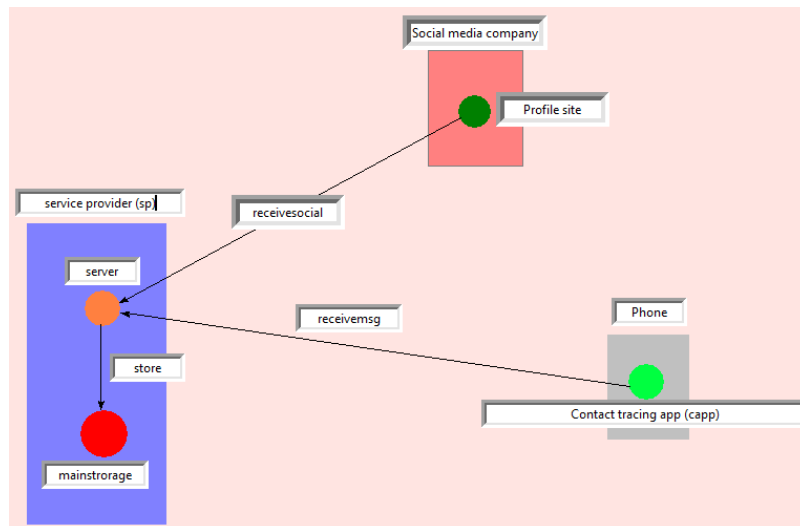 Social media company
Profile site
service provider (sp)
receivesocial
server
receivemsg
Phone
store
Contact tracing app (capp)
mainstrorage